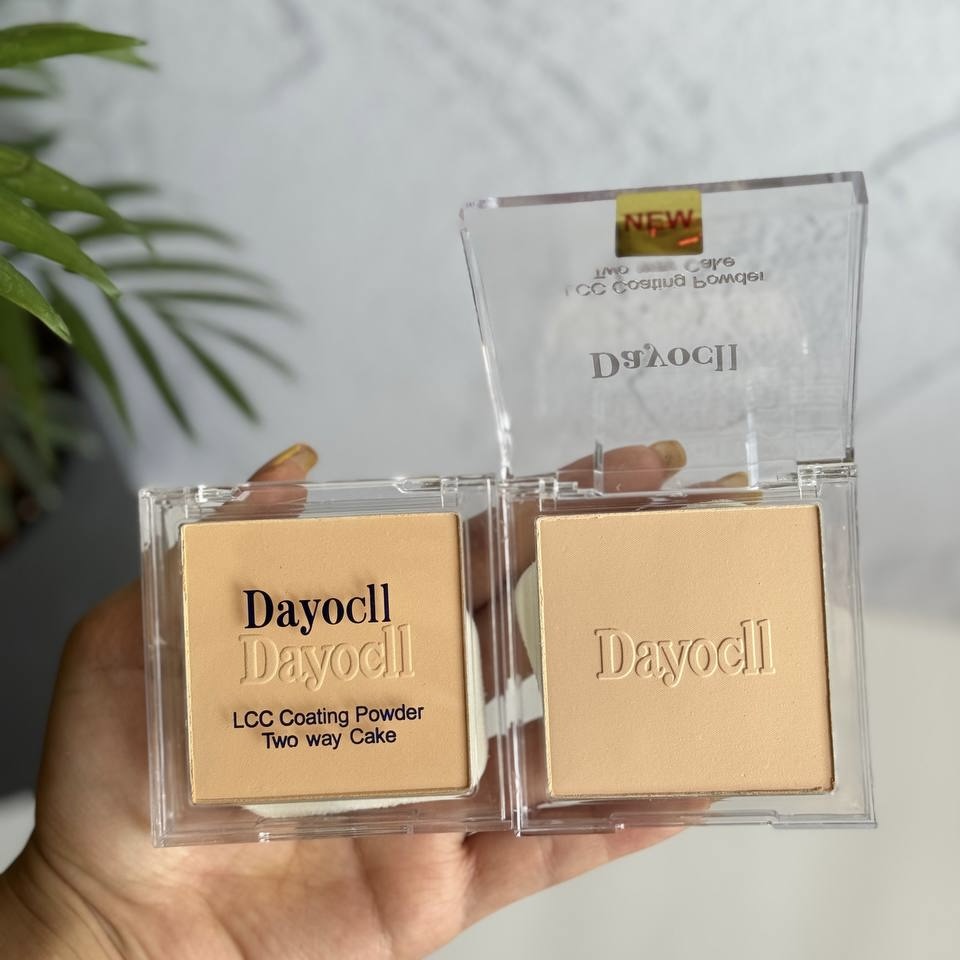 Dayocll
Dayocll
LCC Coating Powder
Two way Cake
NEW
Two way Cake
LCC Coating Powder
Dayocll
Dayocll